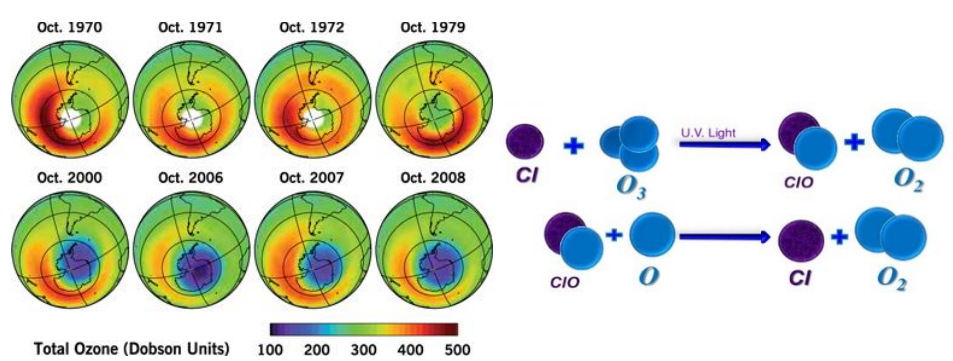 Oct. 1970 Oct. 1971 Oct. 1972 Oct. 1979
Oct. 2000 Oct. 2006 Oct. 2007 Oct. 2008
Total Ozone (Dobson Units) 100 200 300 400 500
Cl + O3 U.V. Light ClO + O2
ClO + O Cl + O2